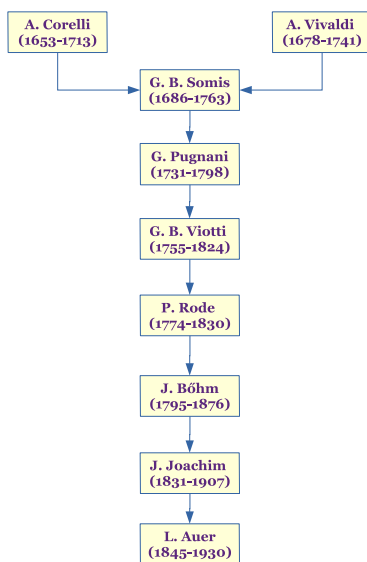 A. Corelli
(1653-1713)
A. Vivaldi
(1678-1741)
G. B. Somis
(1686-1763)
G. Pugnani
(1731-1798)
G. B. Viotti
(1755-1824)
P. Rode
(1774-1830)
J. Bőhm
(1795-1876)
J. Joachim
(1831-1907)
L. Auer
(1845-1930)